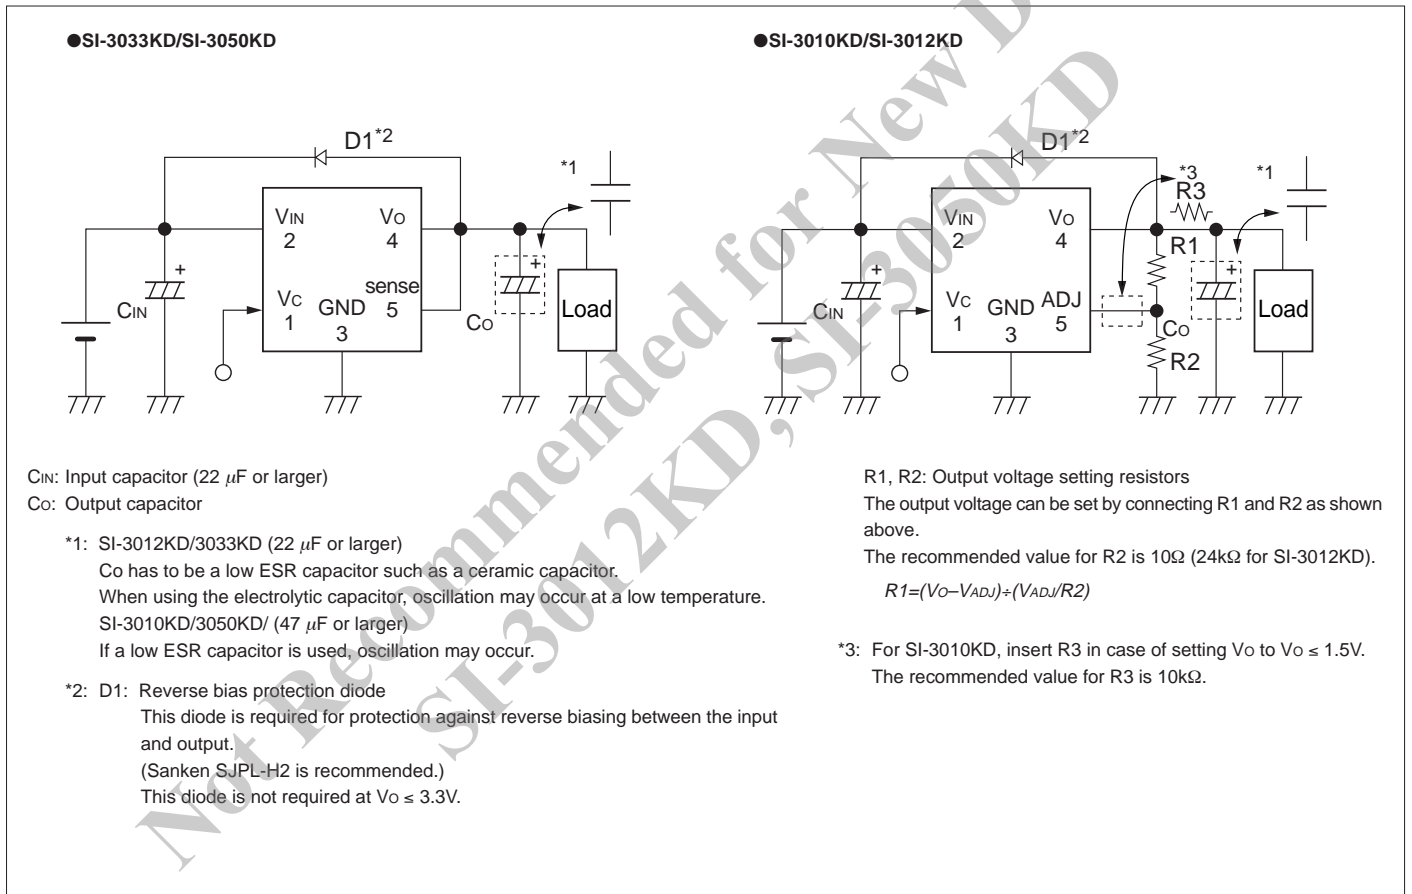 ●SI-3033KD/SI-3050KD
D1*2
*1
VIN
2
VO
4
sense
5
VC
1
GND
3
+
CIN
+
CO
Load
●SI-3010KD/SI-3012KD
D1*2
*3
R3
*1
VIN
2
VO
4
R1
VC
1
GND
3
ADJ
5
+
CIN
+
Co
R2
Load
CIN: Input capacitor (22 μF or larger)
CO: Output capacitor
*1: SI-3012KD/3033KD (22 μF or larger)
Co has to be a low ESR capacitor such as a ceramic capacitor.
When using the electrolytic capacitor, oscillation may occur at a low temperature.
SI-3010KD/3050KD/ (47 μF or larger)
If a low ESR capacitor is used, oscillation may occur.
*2: D1: Reverse bias protection diode
This diode is required for protection against reverse biasing between the input
and output.
(Sanken SJPL-H2 is recommended.)
This diode is not required at VO ≤ 3.3V.
R1, R2: Output voltage setting resistors
The output voltage can be set by connecting R1 and R2 as shown
above.
The recommended value for R2 is 10Ω (24kΩ for SI-3012KD).
R1=(VO–VADJ)÷(VADJ/R2)
*3: For SI-3010KD, insert R3 in case of setting VO to VO ≤ 1.5V.
The recommended value for R3 is 10kΩ.
Not Recommended for New D
SI-3012KD, SI-3050KD